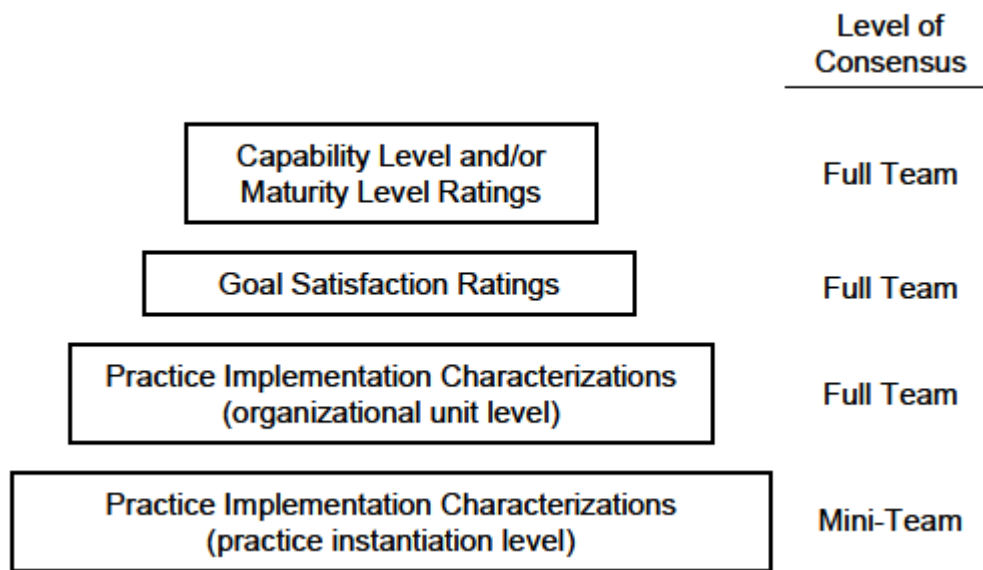 Level of
Consensus
Capability Level and/or
Maturity Level Ratings
Full Team
Goal Satisfaction Ratings
Full Team
Practice Implementation Characterizations
(organizational unit level)
Full Team
Practice Implementation Characterizations
(practice instantiation level)
Mini-Team